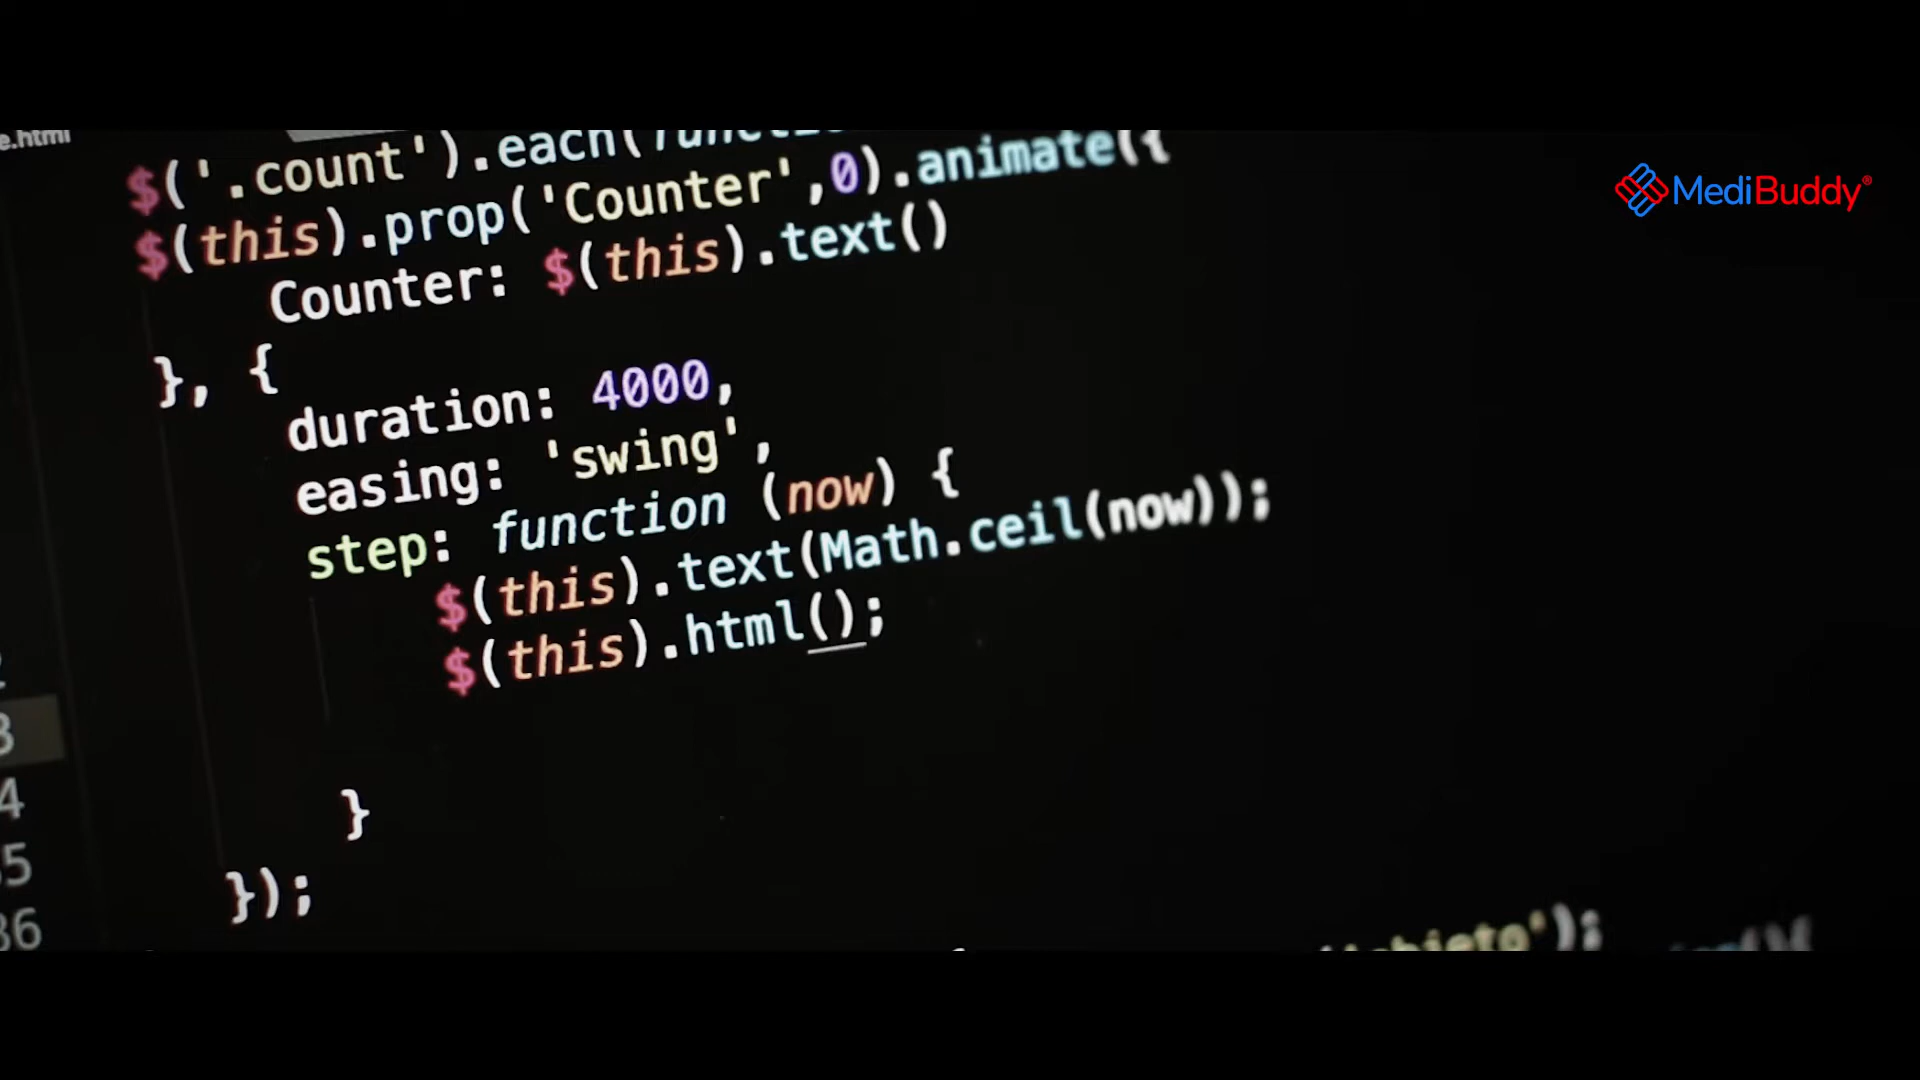 e.html
$('.count').each(function
$(this).prop('Counter',0).animate({
Counter: $(this).text()
}, {
duration: 4000,
easing: 'swing',
step: function (now) {
$(this).text(Math.ceil(now));
$(this).html();
}
});
3
4
5
36
MediBuddy®